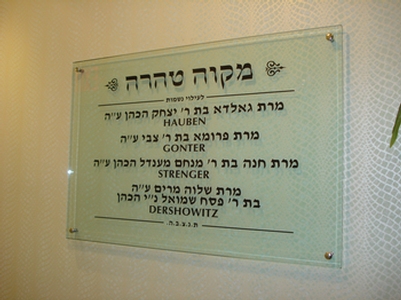 מקוה טהרה
לעילוי נשמות
מרת גאלדא בת ר' יצחק הכהן ע"ה
HAUBEN
מרת פרומא בת ר' צבי ע"ה
GONTER
מרת חנה בת ר' מנחם מענדל הכהן ע"ה
STRENGER
מרת שלוה מרים ע"ה
בת ר' פסח שמואל ני"י הכהן
DERSHOWITZ
ת.נ.צ.ב.ה.